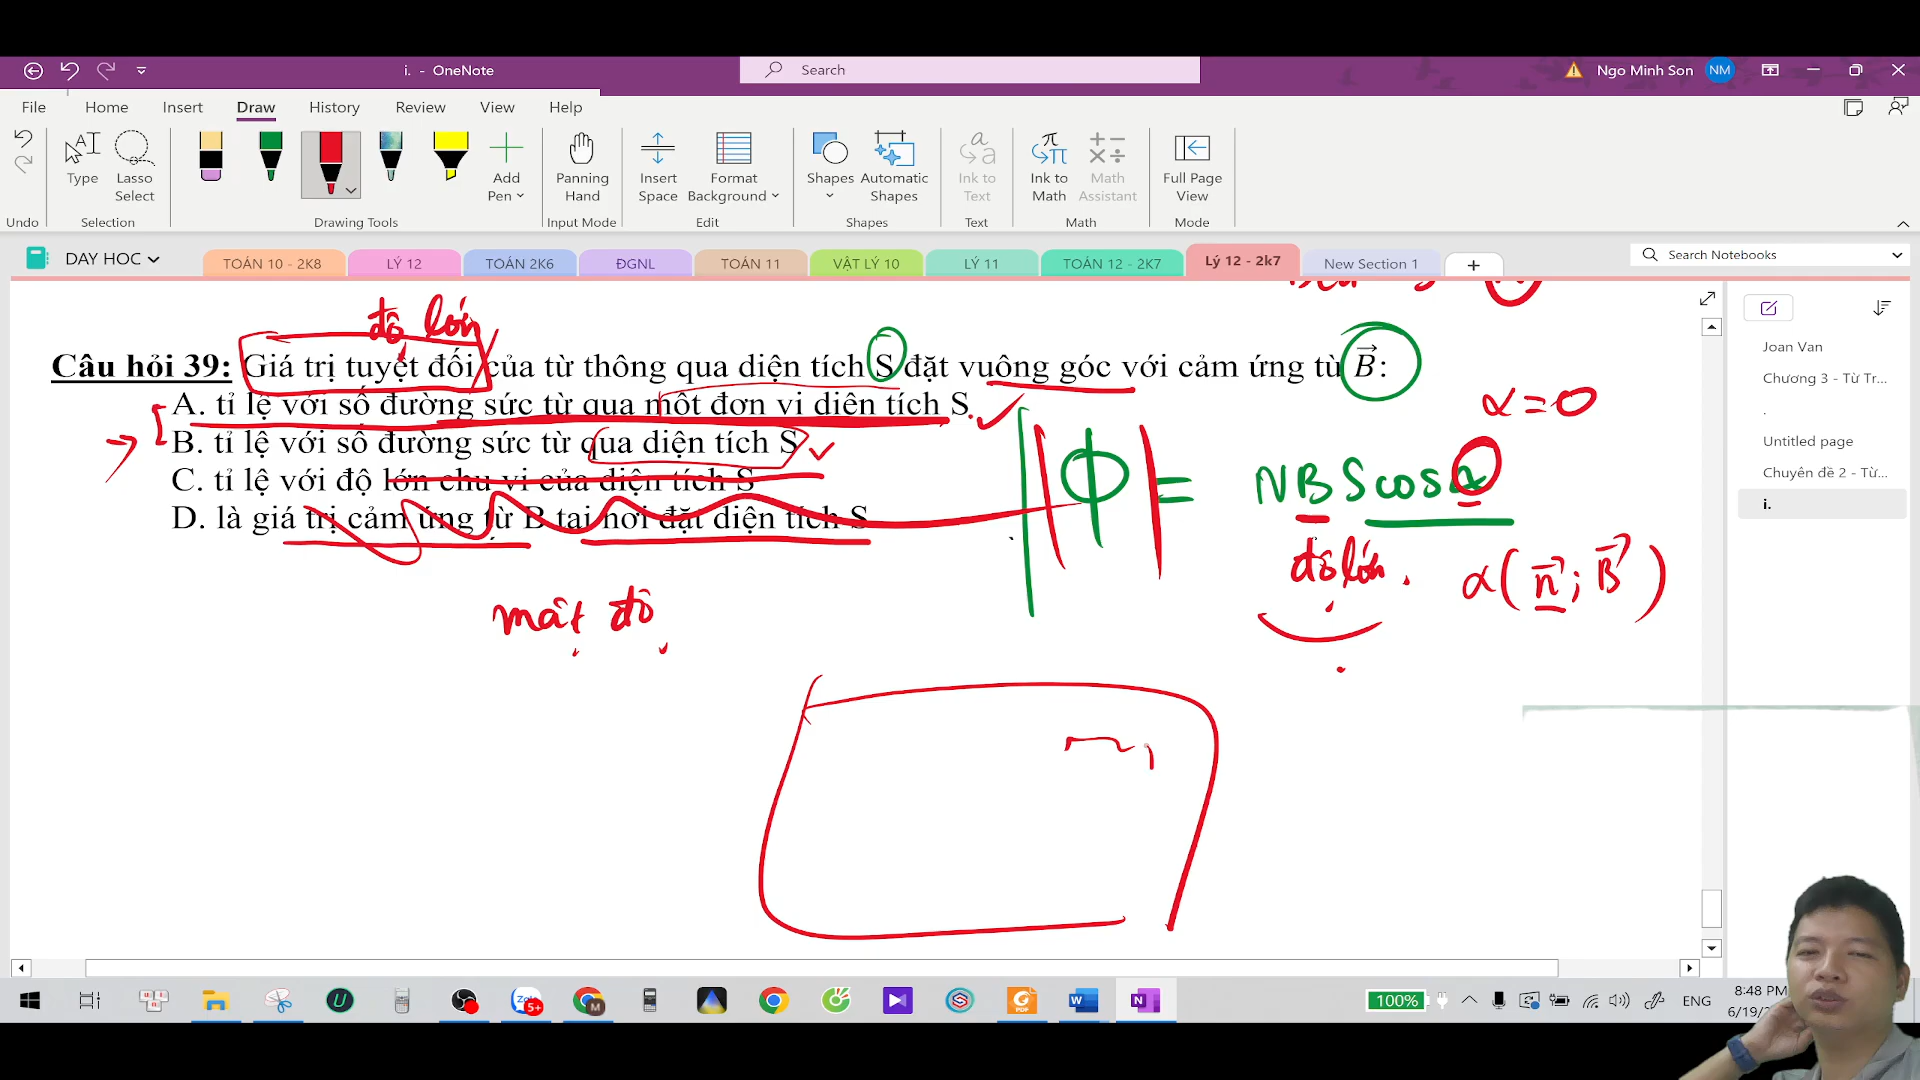 i. - OneNote
Search
Ngo Minh Son
NM
File Home Insert Draw History Review View Help
Type
Lasso Select
Add Pen
Panning Hand
Insert Space
Format Background
Shapes
Automatic Shapes
Ink to Text
Ink to Math
Math Assistant
Full Page View
Undo Selection Drawing Tools Input Mode Edit Shapes Text Math Mode
DAY HOC
TOÁN 10 - 2K8 LÝ 12 TOÁN 2K6 ĐGNL TOÁN 11 VẬT LÝ 10 LÝ 11 TOÁN 12 - 2K7 Lý 12 - 2k7 New Section 1 +
Search Notebooks
độ lớn
Câu hỏi 39: Giá trị tuyệt đối của từ thông qua diện tích S đặt vuông góc với cảm ứng từ B⃗:
A. tỉ lệ với số đường sức từ qua một đơn vị diện tích S.
B. tỉ lệ với số đường sức từ qua diện tích S
C. tỉ lệ với độ lớn chu vi của diện tích S
D. là giá trị cảm ứng từ B tại nơi đặt diện tích S
α = 0
|Φ| = NBS cos α
độ lớn.
α(n⃗; B⃗)
mật độ
Joan Van
Chương 3 - Từ Tr...
.
Untitled page
Chuyên đề 2 - Từ...
i.
100%
ENG
8:48 PM
6/19/2
5+